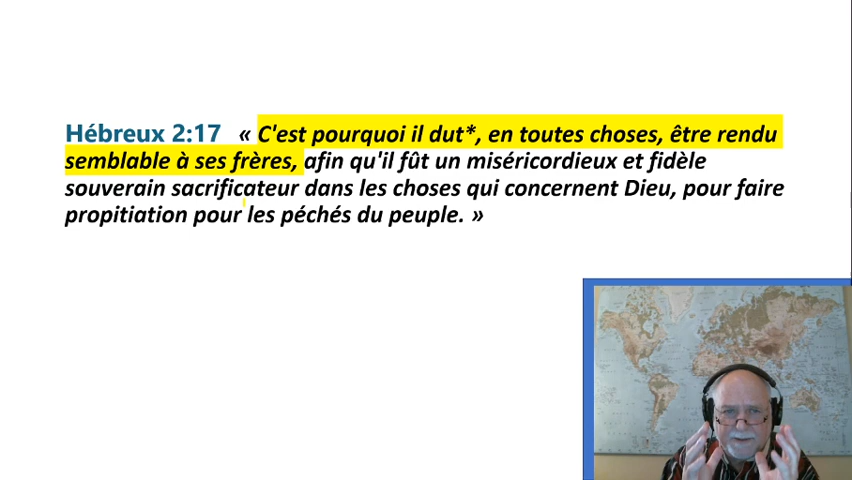 Hébreux 2:17 « C'est pourquoi il dut*, en toutes choses, être rendu
semblable à ses frères, afin qu'il fût un miséricordieux et fidèle
souverain sacrificateur dans les choses qui concernent Dieu, pour faire
propitiation pour les péchés du peuple. »